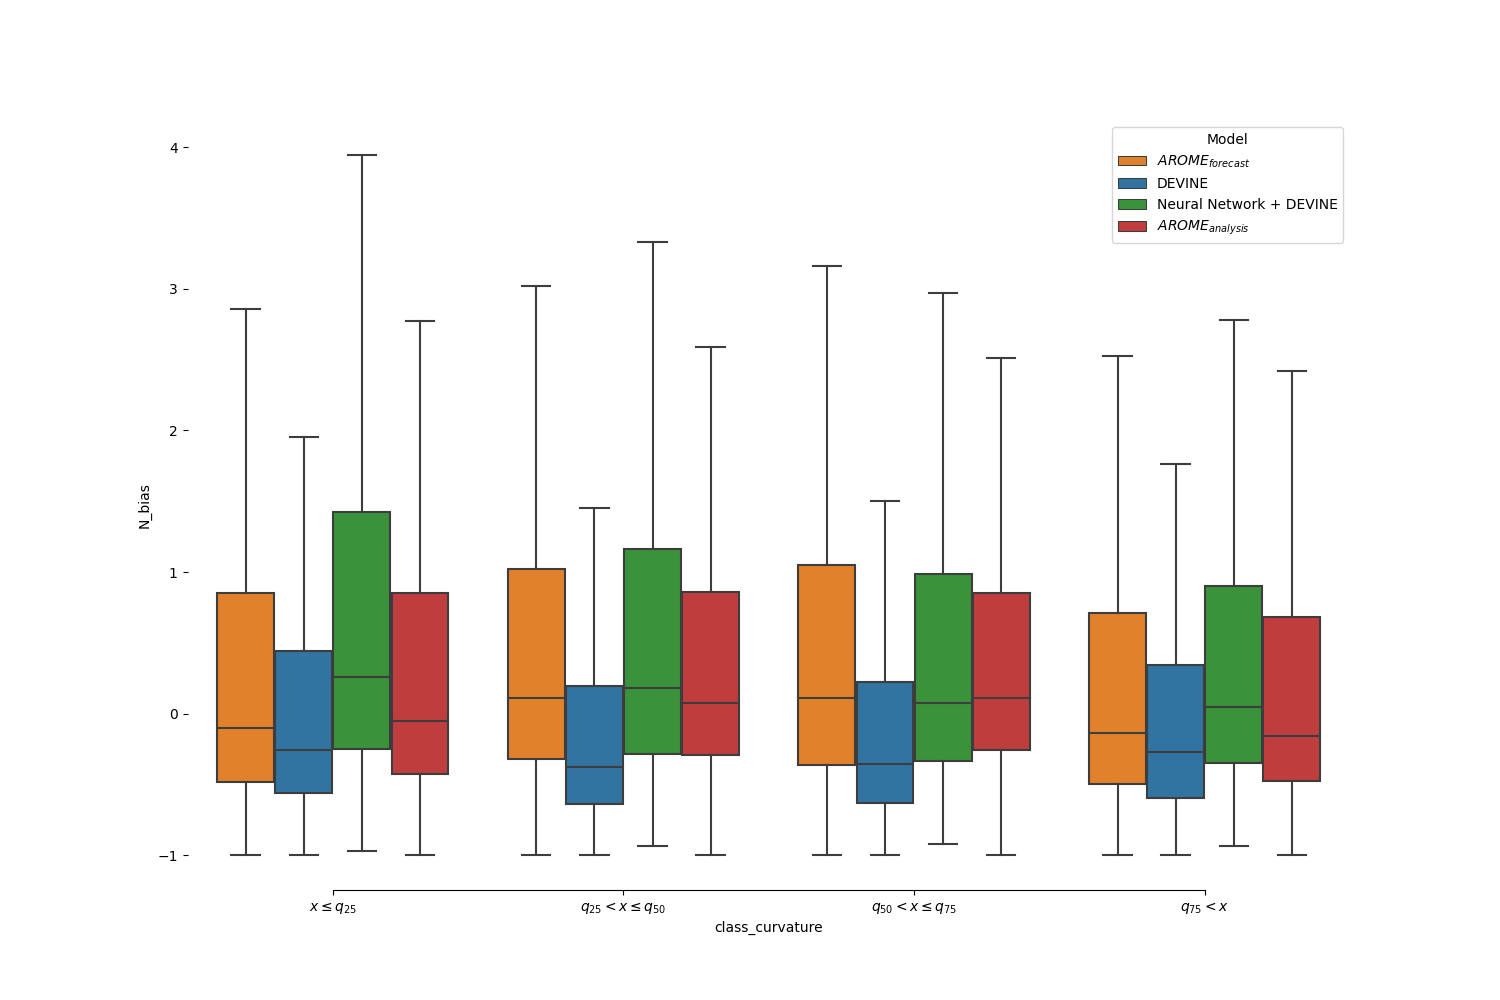 Model
AROME_forecast
DEVINE
Neural Network + DEVINE
AROME_analysis
4
3
2
1
0
−1
N_bias
x ≤ q₂₅
q₂₅ < x ≤ q₅₀
q₅₀ < x ≤ q₇₅
q₇₅ < x
class_curvature